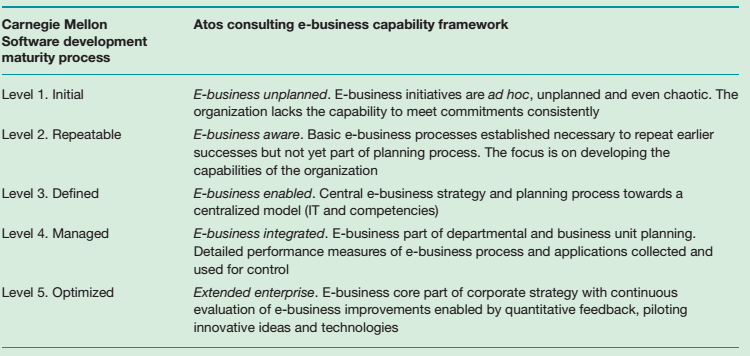 Carnegie Mellon
Software development
maturity process
Atos consulting e-business capability framework
Level 1. Initial
E-business unplanned. E-business initiatives are ad hoc, unplanned and even chaotic. The
organization lacks the capability to meet commitments consistently
Level 2. Repeatable
E-business aware. Basic e-business processes established necessary to repeat earlier
successes but not yet part of planning process. The focus is on developing the
capabilities of the organization
Level 3. Defined
E-business enabled. Central e-business strategy and planning process towards a
centralized model (IT and competencies)
Level 4. Managed
E-business integrated. E-business part of departmental and business unit planning.
Detailed performance measures of e-business process and applications collected and
used for control
Level 5. Optimized
Extended enterprise. E-business core part of corporate strategy with continuous
evaluation of e-business improvements enabled by quantitative feedback, piloting
innovative ideas and technologies